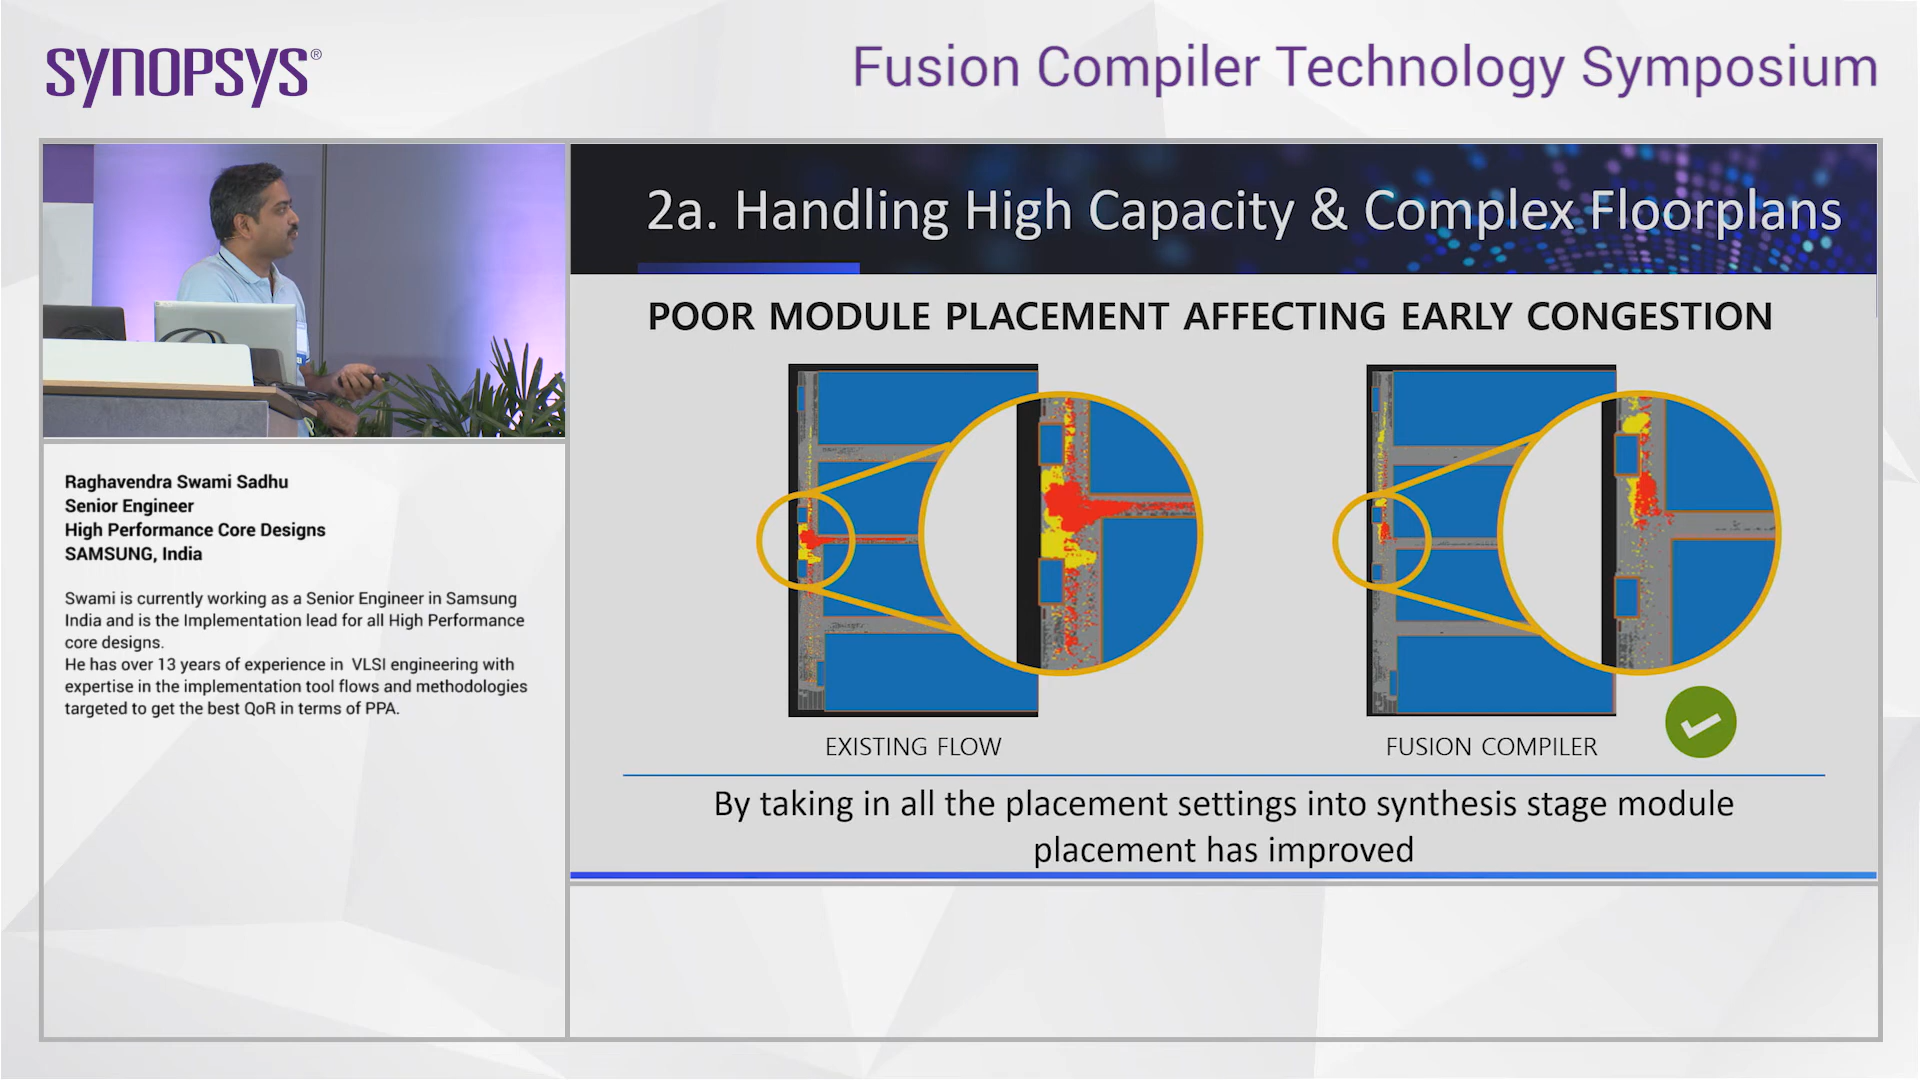 SYNOPSYS®
Fusion Compiler Technology Symposium
2a. Handling High Capacity & Complex Floorplans
POOR MODULE PLACEMENT AFFECTING EARLY CONGESTION
EXISTING FLOW
FUSION COMPILER
By taking in all the placement settings into synthesis stage module
placement has improved
Raghavendra Swami Sadhu
Senior Engineer
High Performance Core Designs
SAMSUNG, India
Swami is currently working as a Senior Engineer in Samsung
India and is the Implementation lead for all High Performance
core designs.
He has over 13 years of experience in VLSI engineering with
expertise in the implementation tool flows and methodologies
targeted to get the best QoR in terms of PPA.